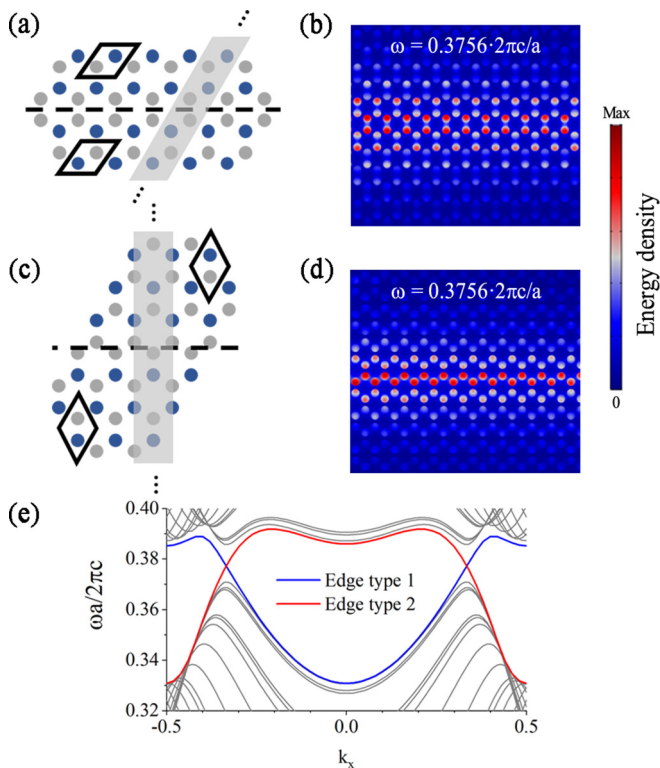 (a)
(b)
ω = 0.3756·2πc/a
Max
Energy density
0
(c)
(d)
ω = 0.3756·2πc/a
(e)
0.40
0.38
0.36
0.34
0.32
ωa/2πc
Edge type 1
Edge type 2
-0.5
0.0
0.5
kₓ